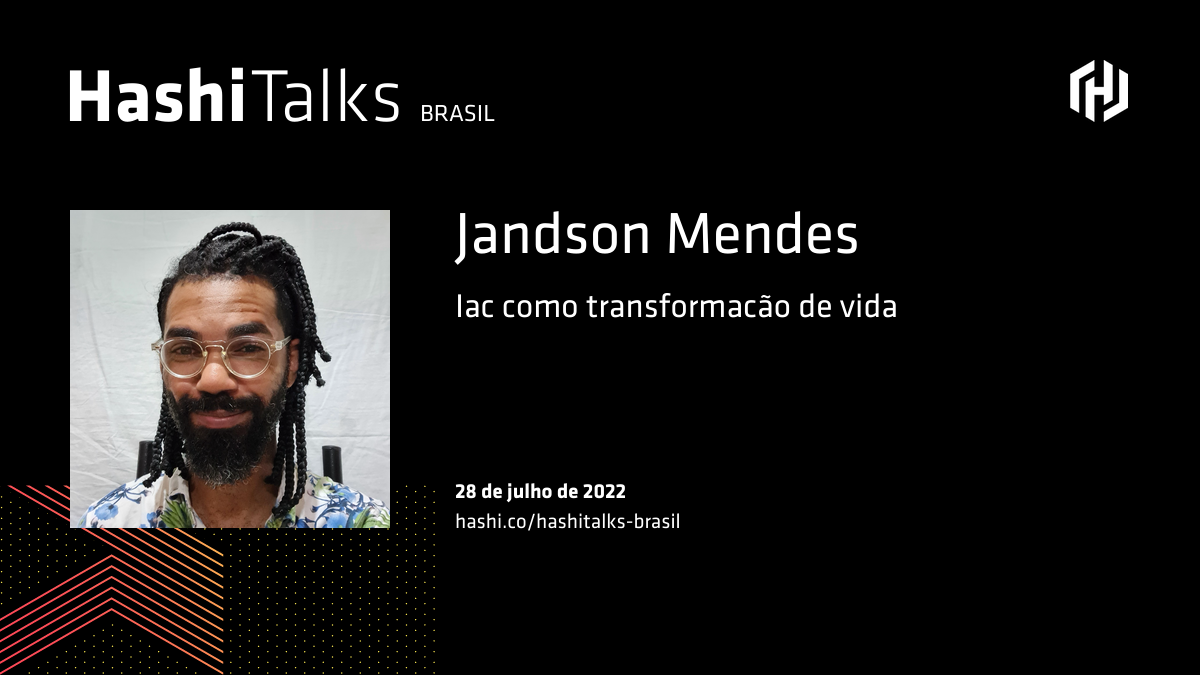 HashiTalks BRASIL
Jandson Mendes
Iac como transformacão de vida
28 de julho de 2022
hashi.co/hashitalks-brasil